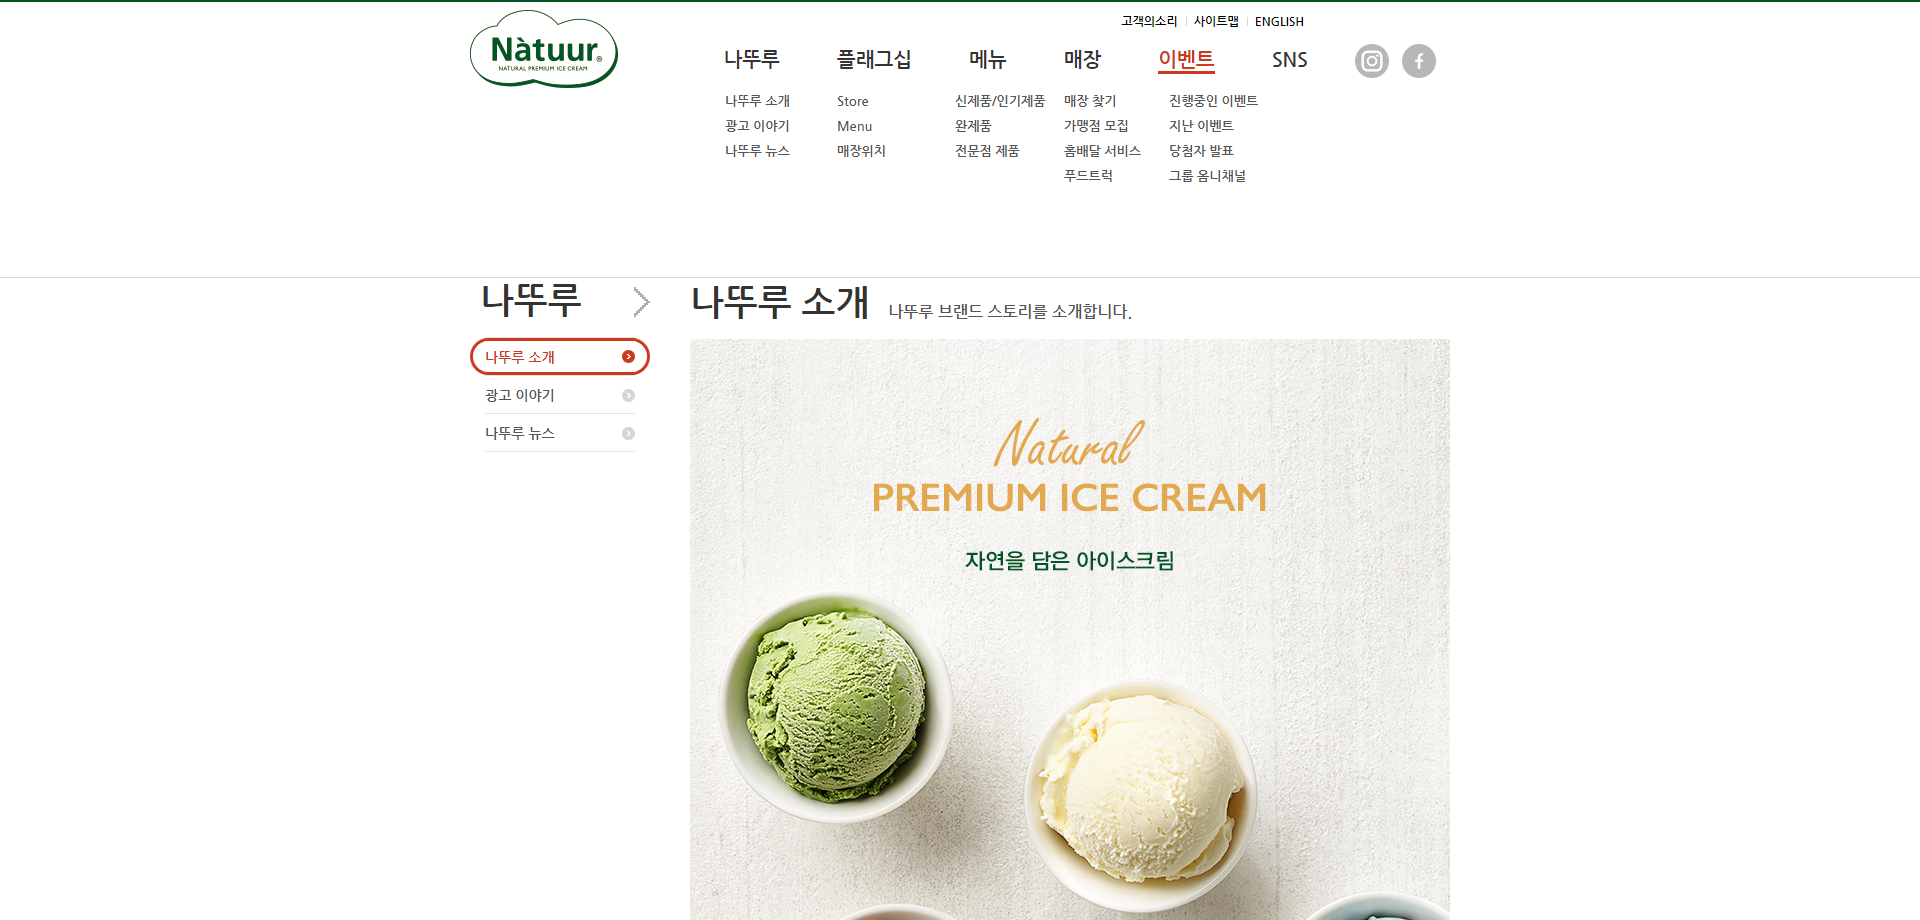 고객의소리 사이트맵 ENGLISH
Nàtuur®
NATURAL PREMIUM ICE CREAM
나뚜루 플래그십 메뉴 매장 이벤트 SNS
나뚜루 소개 Store 신제품/인기제품 매장 찾기 진행중인 이벤트
광고 이야기 Menu 완제품 가맹점 모집 지난 이벤트
나뚜루 뉴스 매장위치 전문점 제품 홈배달 서비스 당첨자 발표
푸드트럭 그룹 옴니채널
나뚜루
나뚜루 소개
광고 이야기
나뚜루 뉴스
나뚜루 소개 나뚜루 브랜드 스토리를 소개합니다.
Natural
PREMIUM ICE CREAM
자연을 담은 아이스크림